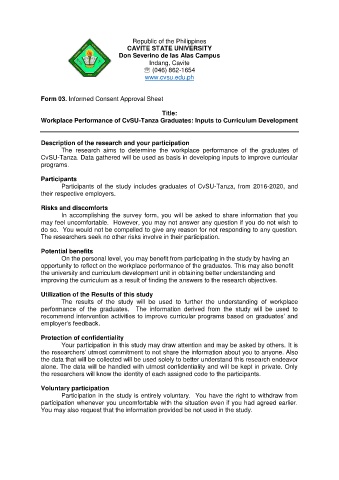 Republic of the Philippines
CAVITE STATE UNIVERSITY
Don Severino de las Alas Campus
Indang, Cavite
☏ (046) 862-1654
www.cvsu.edu.ph
Form 03. Informed Consent Approval Sheet
Title:
Workplace Performance of CvSU-Tanza Graduates: Inputs to Curriculum Development
Description of the research and your participation
The research aims to determine the workplace performance of the graduates of
CvSU-Tanza. Data gathered will be used as basis in developing inputs to improve curricular
programs.
Participants
Participants of the study includes graduates of CvSU-Tanza, from 2016-2020, and
their respective employers.
Risks and discomforts
In accomplishing the survey form, you will be asked to share information that you
may feel uncomfortable. However, you may not answer any question if you do not wish to
do so. You would not be compelled to give any reason for not responding to any question.
The researchers seek no other risks involve in their participation.
Potential benefits
On the personal level, you may benefit from participating in the study by having an
opportunity to reflect on the workplace performance of the graduates. This may also benefit
the university and curriculum development unit in obtaining better understanding and
improving the curriculum as a result of finding the answers to the research objectives.
Utilization of the Results of this study
The results of the study will be used to further the understanding of workplace
performance of the graduates. The information derived from the study will be used to
recommend intervention activities to improve curricular programs based on graduates' and
employer's feedback.
Protection of confidentiality
Your participation in this study may draw attention and may be asked by others. It is
the researchers' utmost commitment to not share the information about you to anyone. Also
the data that will be collected will be used solely to better understand this research endeavor
alone. The data will be handled with utmost confidentiality and will be kept in private. Only
the researchers will know the identity of each assigned code to the participants.
Voluntary participation
Participation in the study is entirely voluntary. You have the right to withdraw from
participation whenever you uncomfortable with the situation even if you had agreed earlier.
You may also request that the information provided be not used in the study.